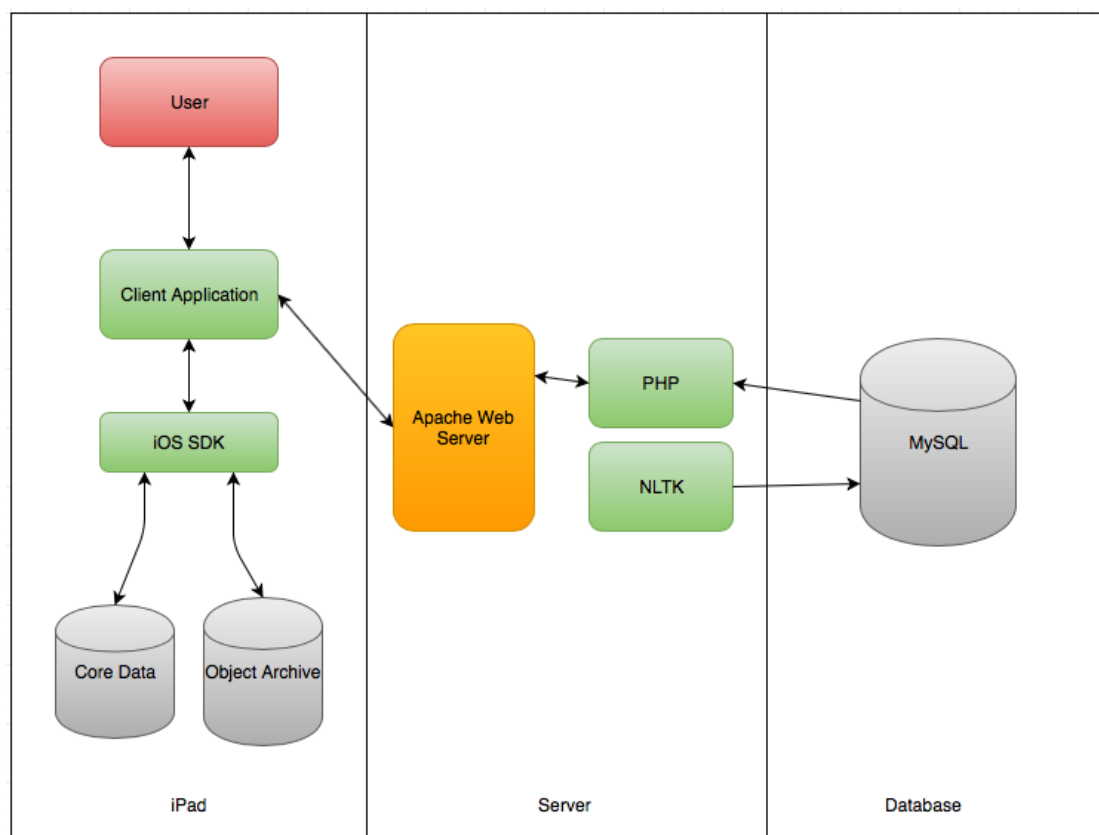 User
Client Application
iOS SDK
Core Data
Object Archive
iPad
Apache Web
Server
PHP
NLTK
Server
MySQL
Database